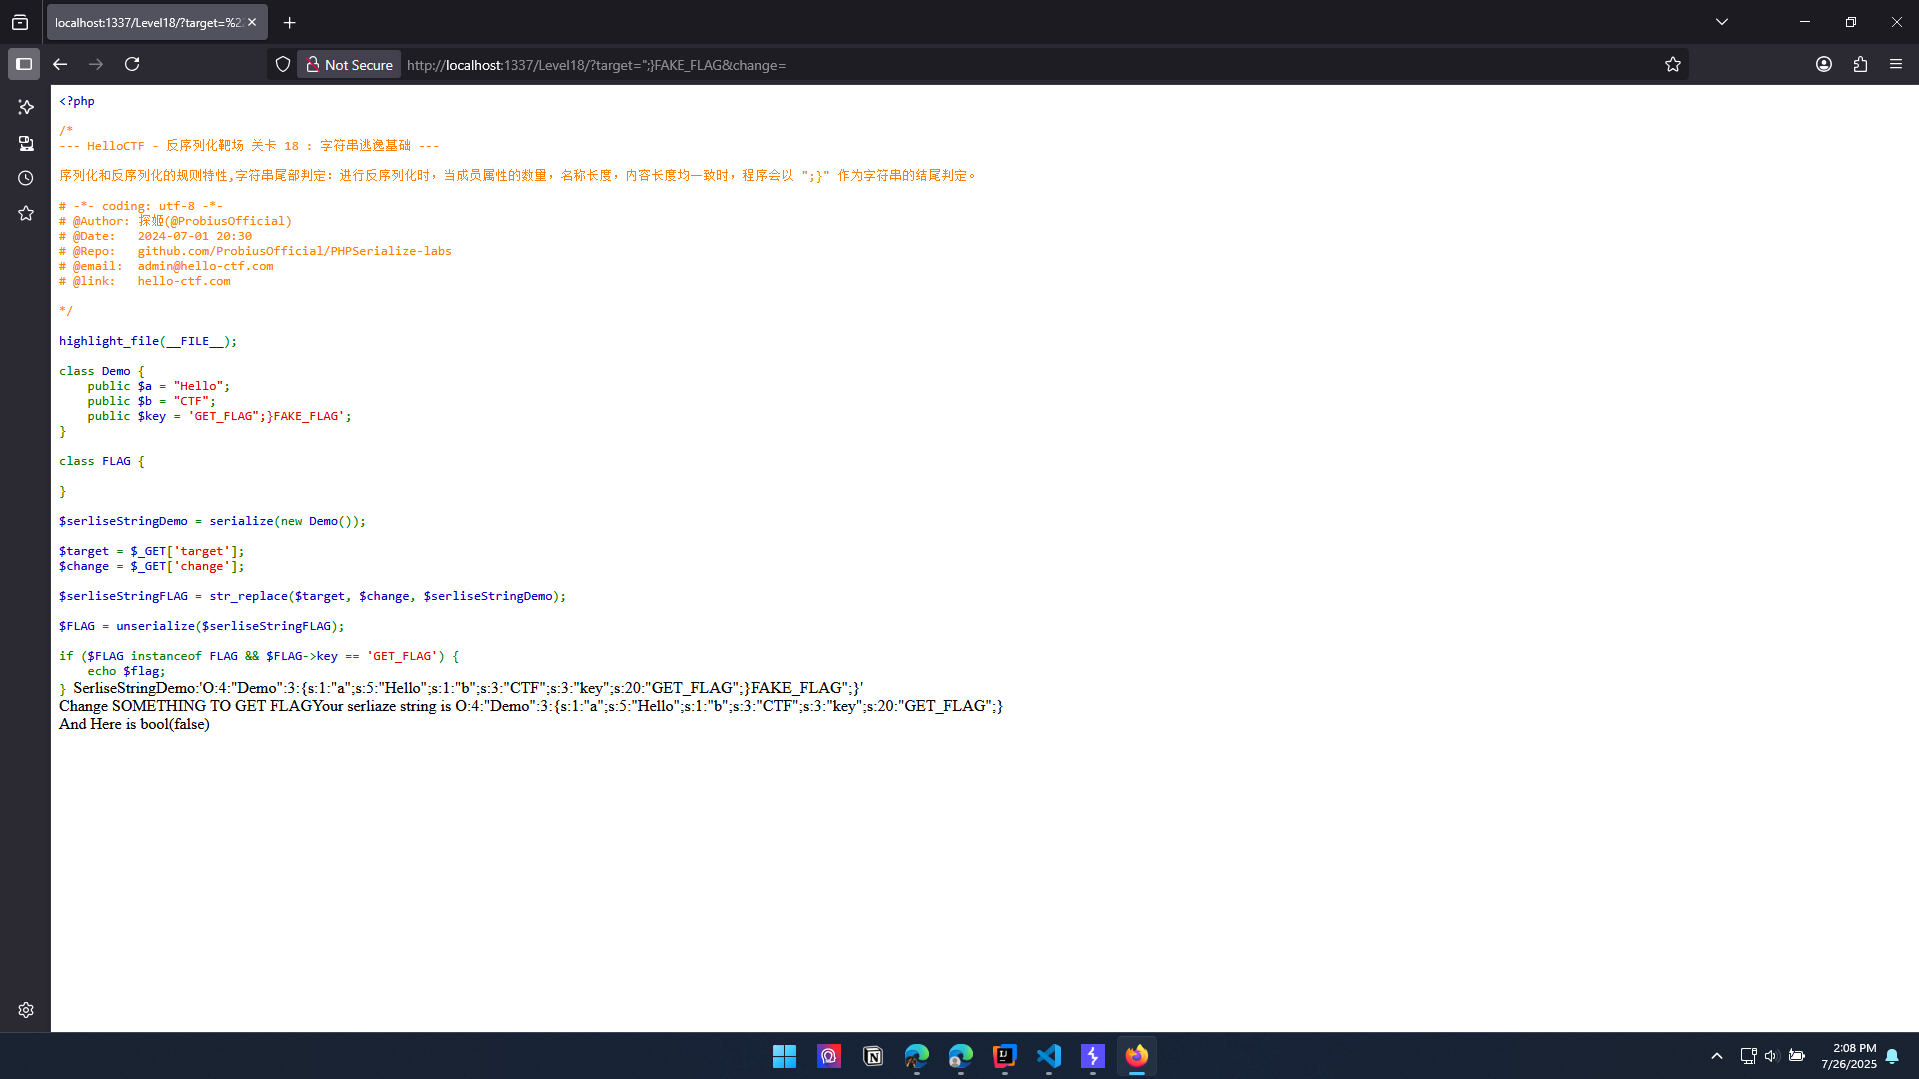 localhost:1337/Level18/?target=%2
Not Secure
http://localhost:1337/Level18/?target=";}FAKE_FLAG&change=
<?php
/*
--- HelloCTF - 反序列化靶场 关卡 18 : 字符串逃逸基础 ---
序列化和反序列化的规则特性,字符串尾部判定：进行反序列化时，当成员属性的数量，名称长度，内容长度均一致时，程序会以 ";}" 作为字符串的结尾判定。
# -*- coding: utf-8 -*-
# @Author: 探姬(@ProbiusOfficial)
# @Date:   2024-07-01 20:30
# @Repo:   github.com/ProbiusOfficial/PHPSerialize-labs
# @email:  admin@hello-ctf.com
# @link:   hello-ctf.com
*/
highlight_file(__FILE__);
class Demo {
    public $a = "Hello";
    public $b = "CTF";
    public $key = 'GET_FLAG";}FAKE_FLAG';
}
class FLAG {
}
$serliseStringDemo = serialize(new Demo());
$target = $_GET['target'];
$change = $_GET['change'];
$serliseStringFLAG = str_replace($target, $change, $serliseStringDemo);
$FLAG = unserialize($serliseStringFLAG);
if ($FLAG instanceof FLAG && $FLAG->key == 'GET_FLAG') {
    echo $flag;
} SerliseStringDemo:'O:4:"Demo":3:{s:1:"a";s:5:"Hello";s:1:"b";s:3:"CTF";s:3:"key";s:20:"GET_FLAG";}FAKE_FLAG";}'
Change SOMETHING TO GET FLAGYour serliaze string is O:4:"Demo":3:{s:1:"a";s:5:"Hello";s:1:"b";s:3:"CTF";s:3:"key";s:20:"GET_FLAG";}
And Here is bool(false)
2:08 PM
7/26/2025